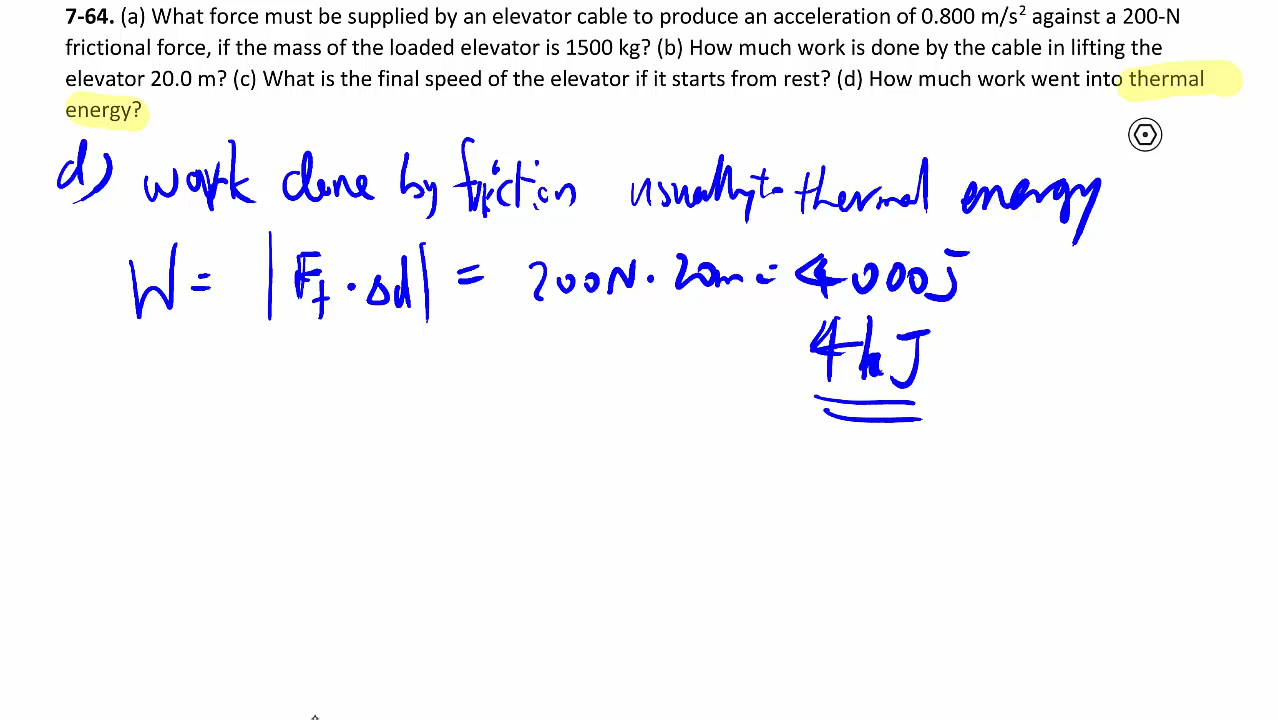 7-64. (a) What force must be supplied by an elevator cable to produce an acceleration of 0.800 m/s² against a 200-N
frictional force, if the mass of the loaded elevator is 1500 kg? (b) How much work is done by the cable in lifting the
elevator 20.0 m? (c) What is the final speed of the elevator if it starts from rest? (d) How much work went into thermal
energy?
d) work done by friction usually to thermal energy
W = |F_f · Δd| = 200N · 20m = 4000J
4kJ